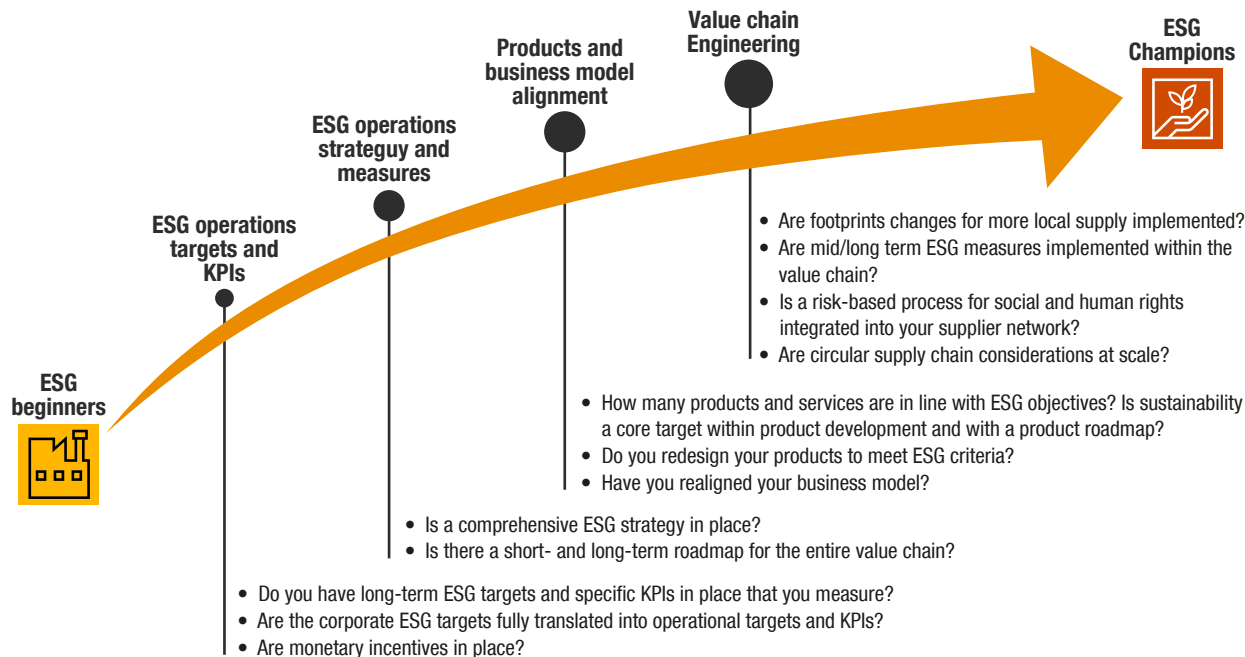 ESG
beginners
ESG operations
targets and
KPIs
ESG operations
strateguy and
measures
Products and
business model
alignment
Value chain
Engineering
ESG
Champions
• Are footprints changes for more local supply implemented?
• Are mid/long term ESG measures implemented within the
value chain?
• Is a risk-based process for social and human rights
integrated into your supplier network?
• Are circular supply chain considerations at scale?
• How many products and services are in line with ESG objectives? Is sustainability
a core target within product development and with a product roadmap?
• Do you redesign your products to meet ESG criteria?
• Have you realigned your business model?
• Is a comprehensive ESG strategy in place?
• Is there a short- and long-term roadmap for the entire value chain?
• Do you have long-term ESG targets and specific KPIs in place that you measure?
• Are the corporate ESG targets fully translated into operational targets and KPIs?
• Are monetary incentives in place?